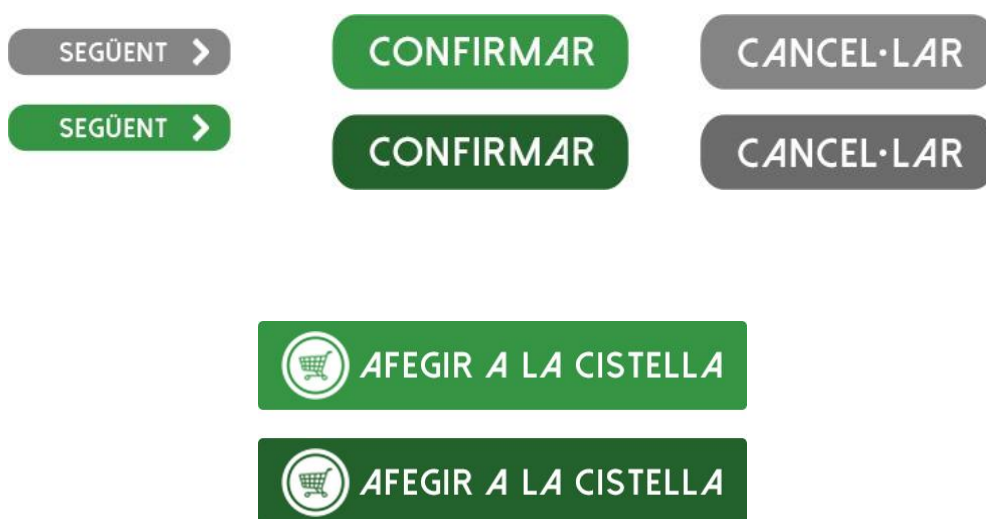 SEGÜENT
CONFIRMAR
CANCEL·LAR
SEGÜENT
CONFIRMAR
CANCEL·LAR
AFEGIR A LA CISTELLA
AFEGIR A LA CISTELLA